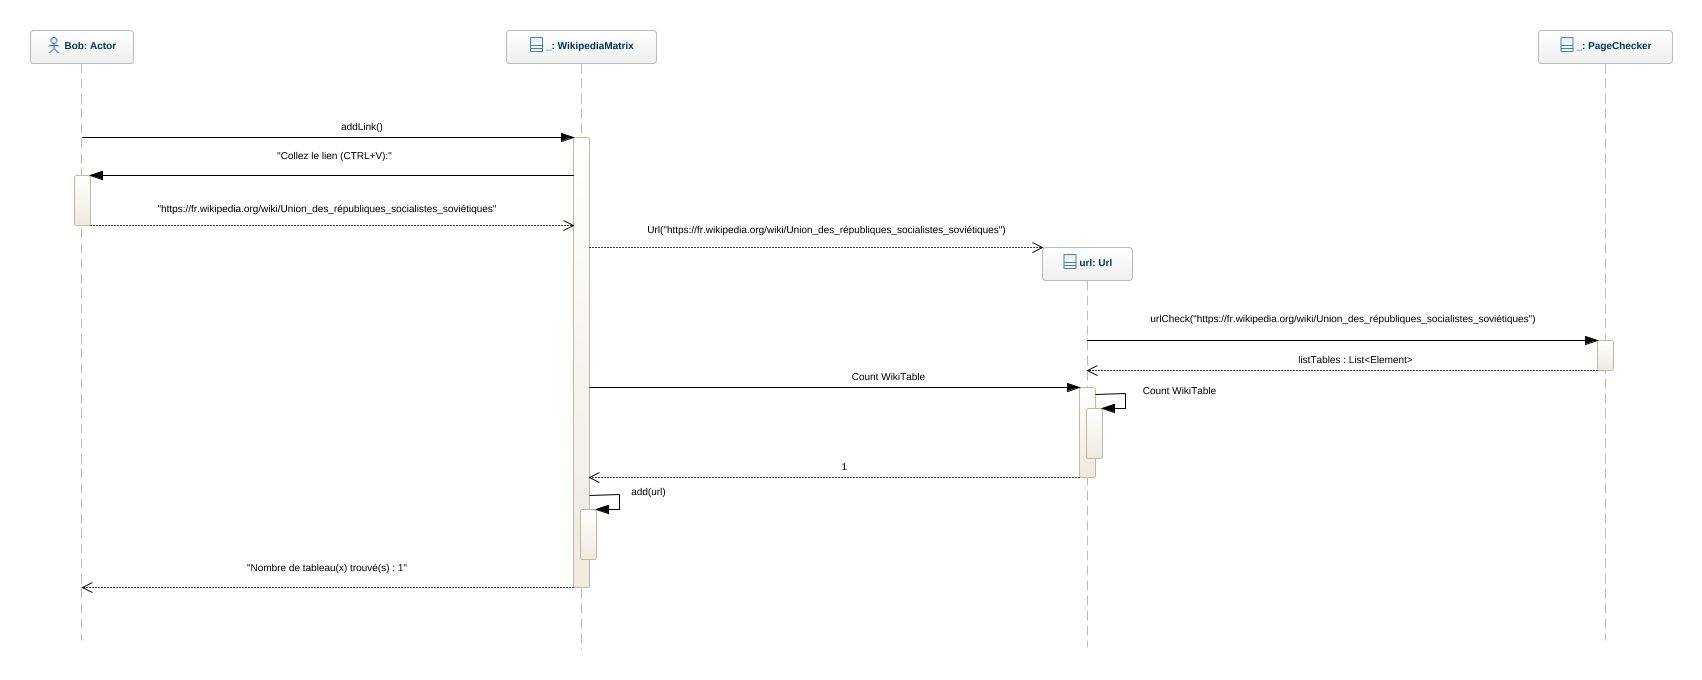 Bob: Actor
_: WikipediaMatrix
_: PageChecker
addLink()
"Collez le lien (CTRL+V):"
"https://fr.wikipedia.org/wiki/Union_des_républiques_socialistes_soviétiques"
Url("https://fr.wikipedia.org/wiki/Union_des_républiques_socialistes_soviétiques")
url: Url
urlCheck("https://fr.wikipedia.org/wiki/Union_des_républiques_socialistes_soviétiques")
listTables : List<Element>
Count WikiTable
Count WikiTable
1
add(url)
"Nombre de tableau(x) trouvé(s) : 1"